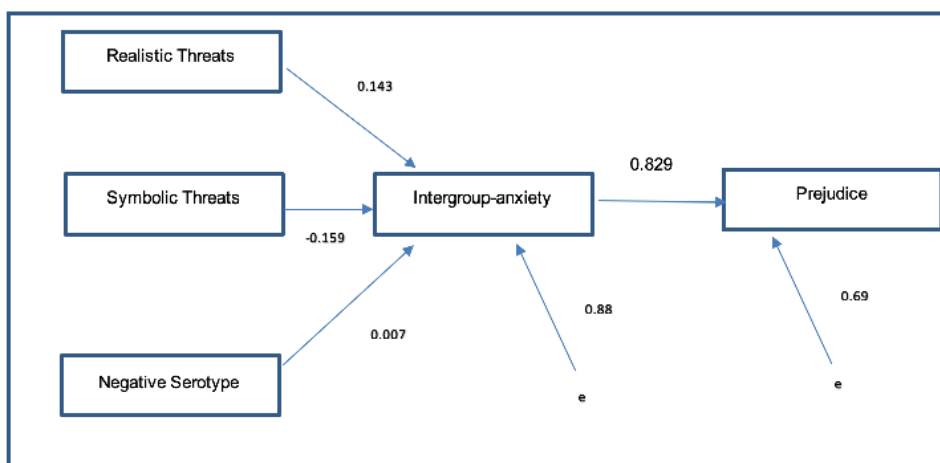 Realistic Threats
0.143
0.829
Symbolic Threats
Intergroup-anxiety
Prejudice
-0.159
0.88
0.69
0.007
Negative Serotype
e
e